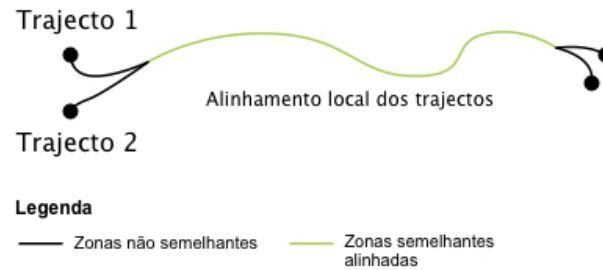 Trajecto 1
Alinhamento local dos trajectos
Trajecto 2
Legenda
Zonas não semelhantes
Zonas semelhantes
alinhadas